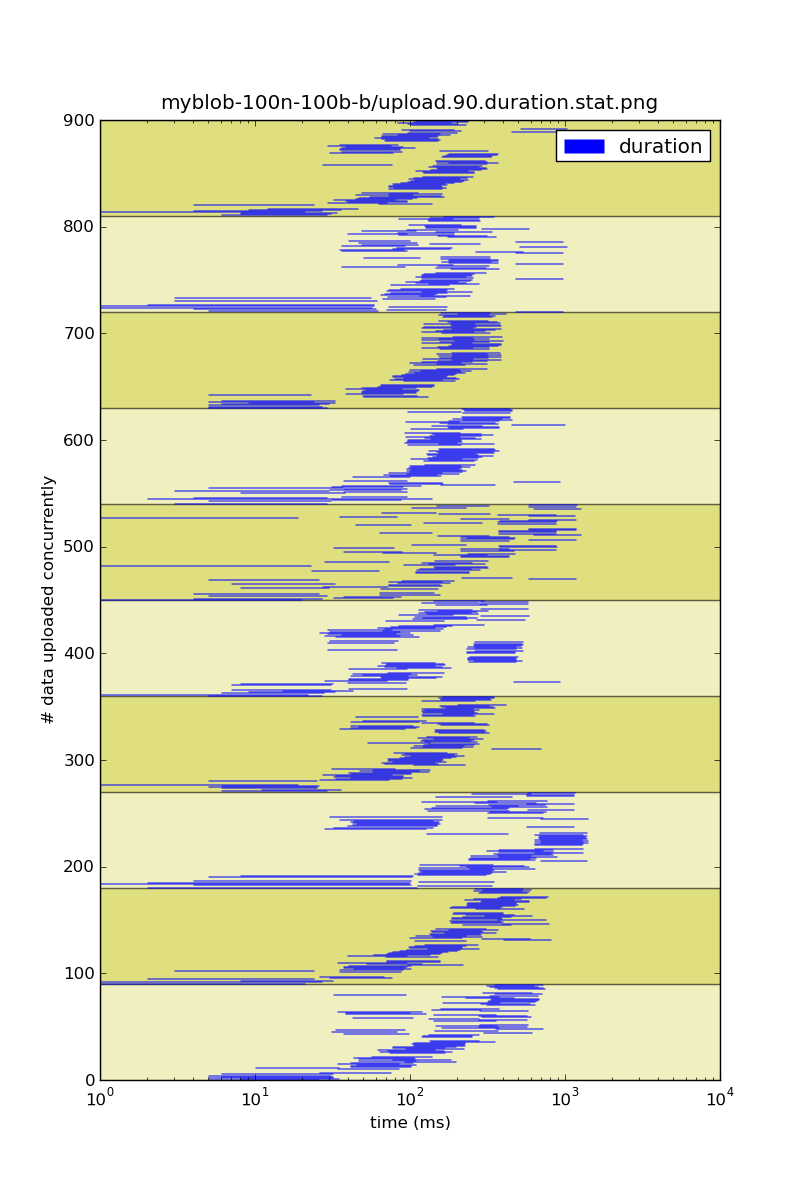 myblob-100n-100b-b/upload.90.duration.stat.png
duration
900
800
700
600
500
400
300
200
100
0
# data uploaded concurrently
10^0 10^1 10^2 10^3 10^4
time (ms)